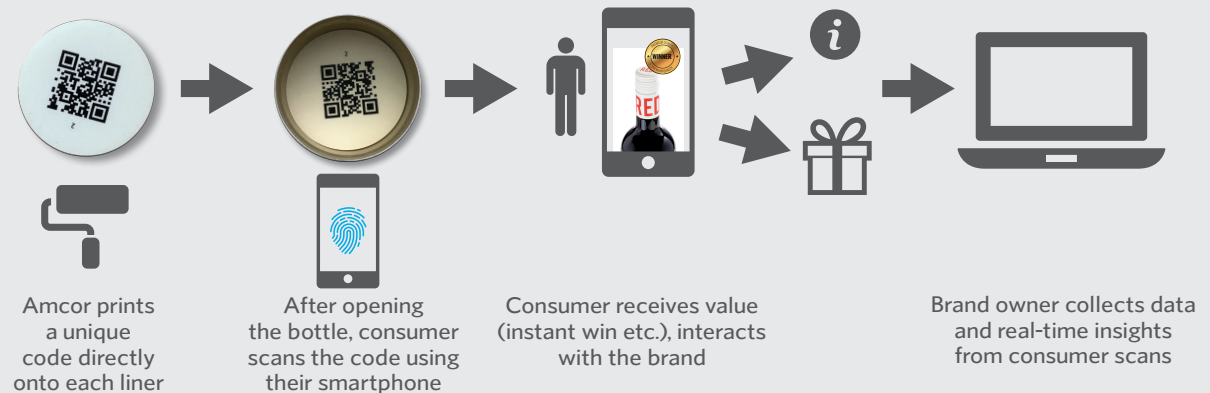 2
2
WINNER
RED
i
Amcor prints
a unique
code directly
onto each liner
After opening
the bottle, consumer
scans the code using
their smartphone
Consumer receives value
(instant win etc.), interacts
with the brand
Brand owner collects data
and real-time insights
from consumer scans